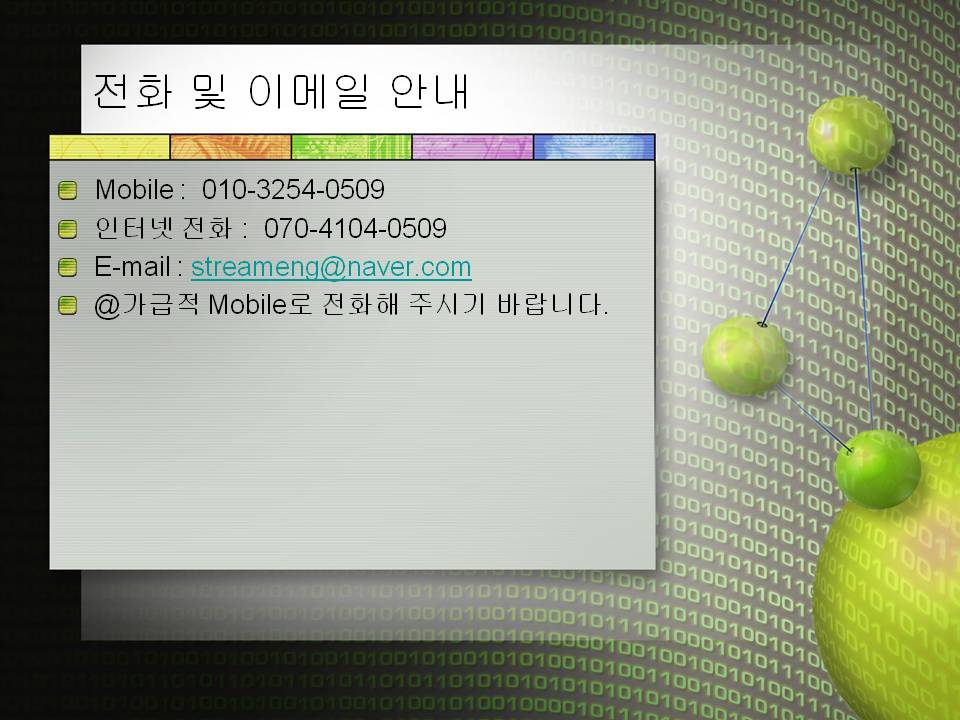 전화 및 이메일 안내
Mobile : 010-3254-0509
인터넷 전화 : 070-4104-0509
E-mail : streameng@naver.com
@가급적 Mobile로 전화해 주시기 바랍니다.